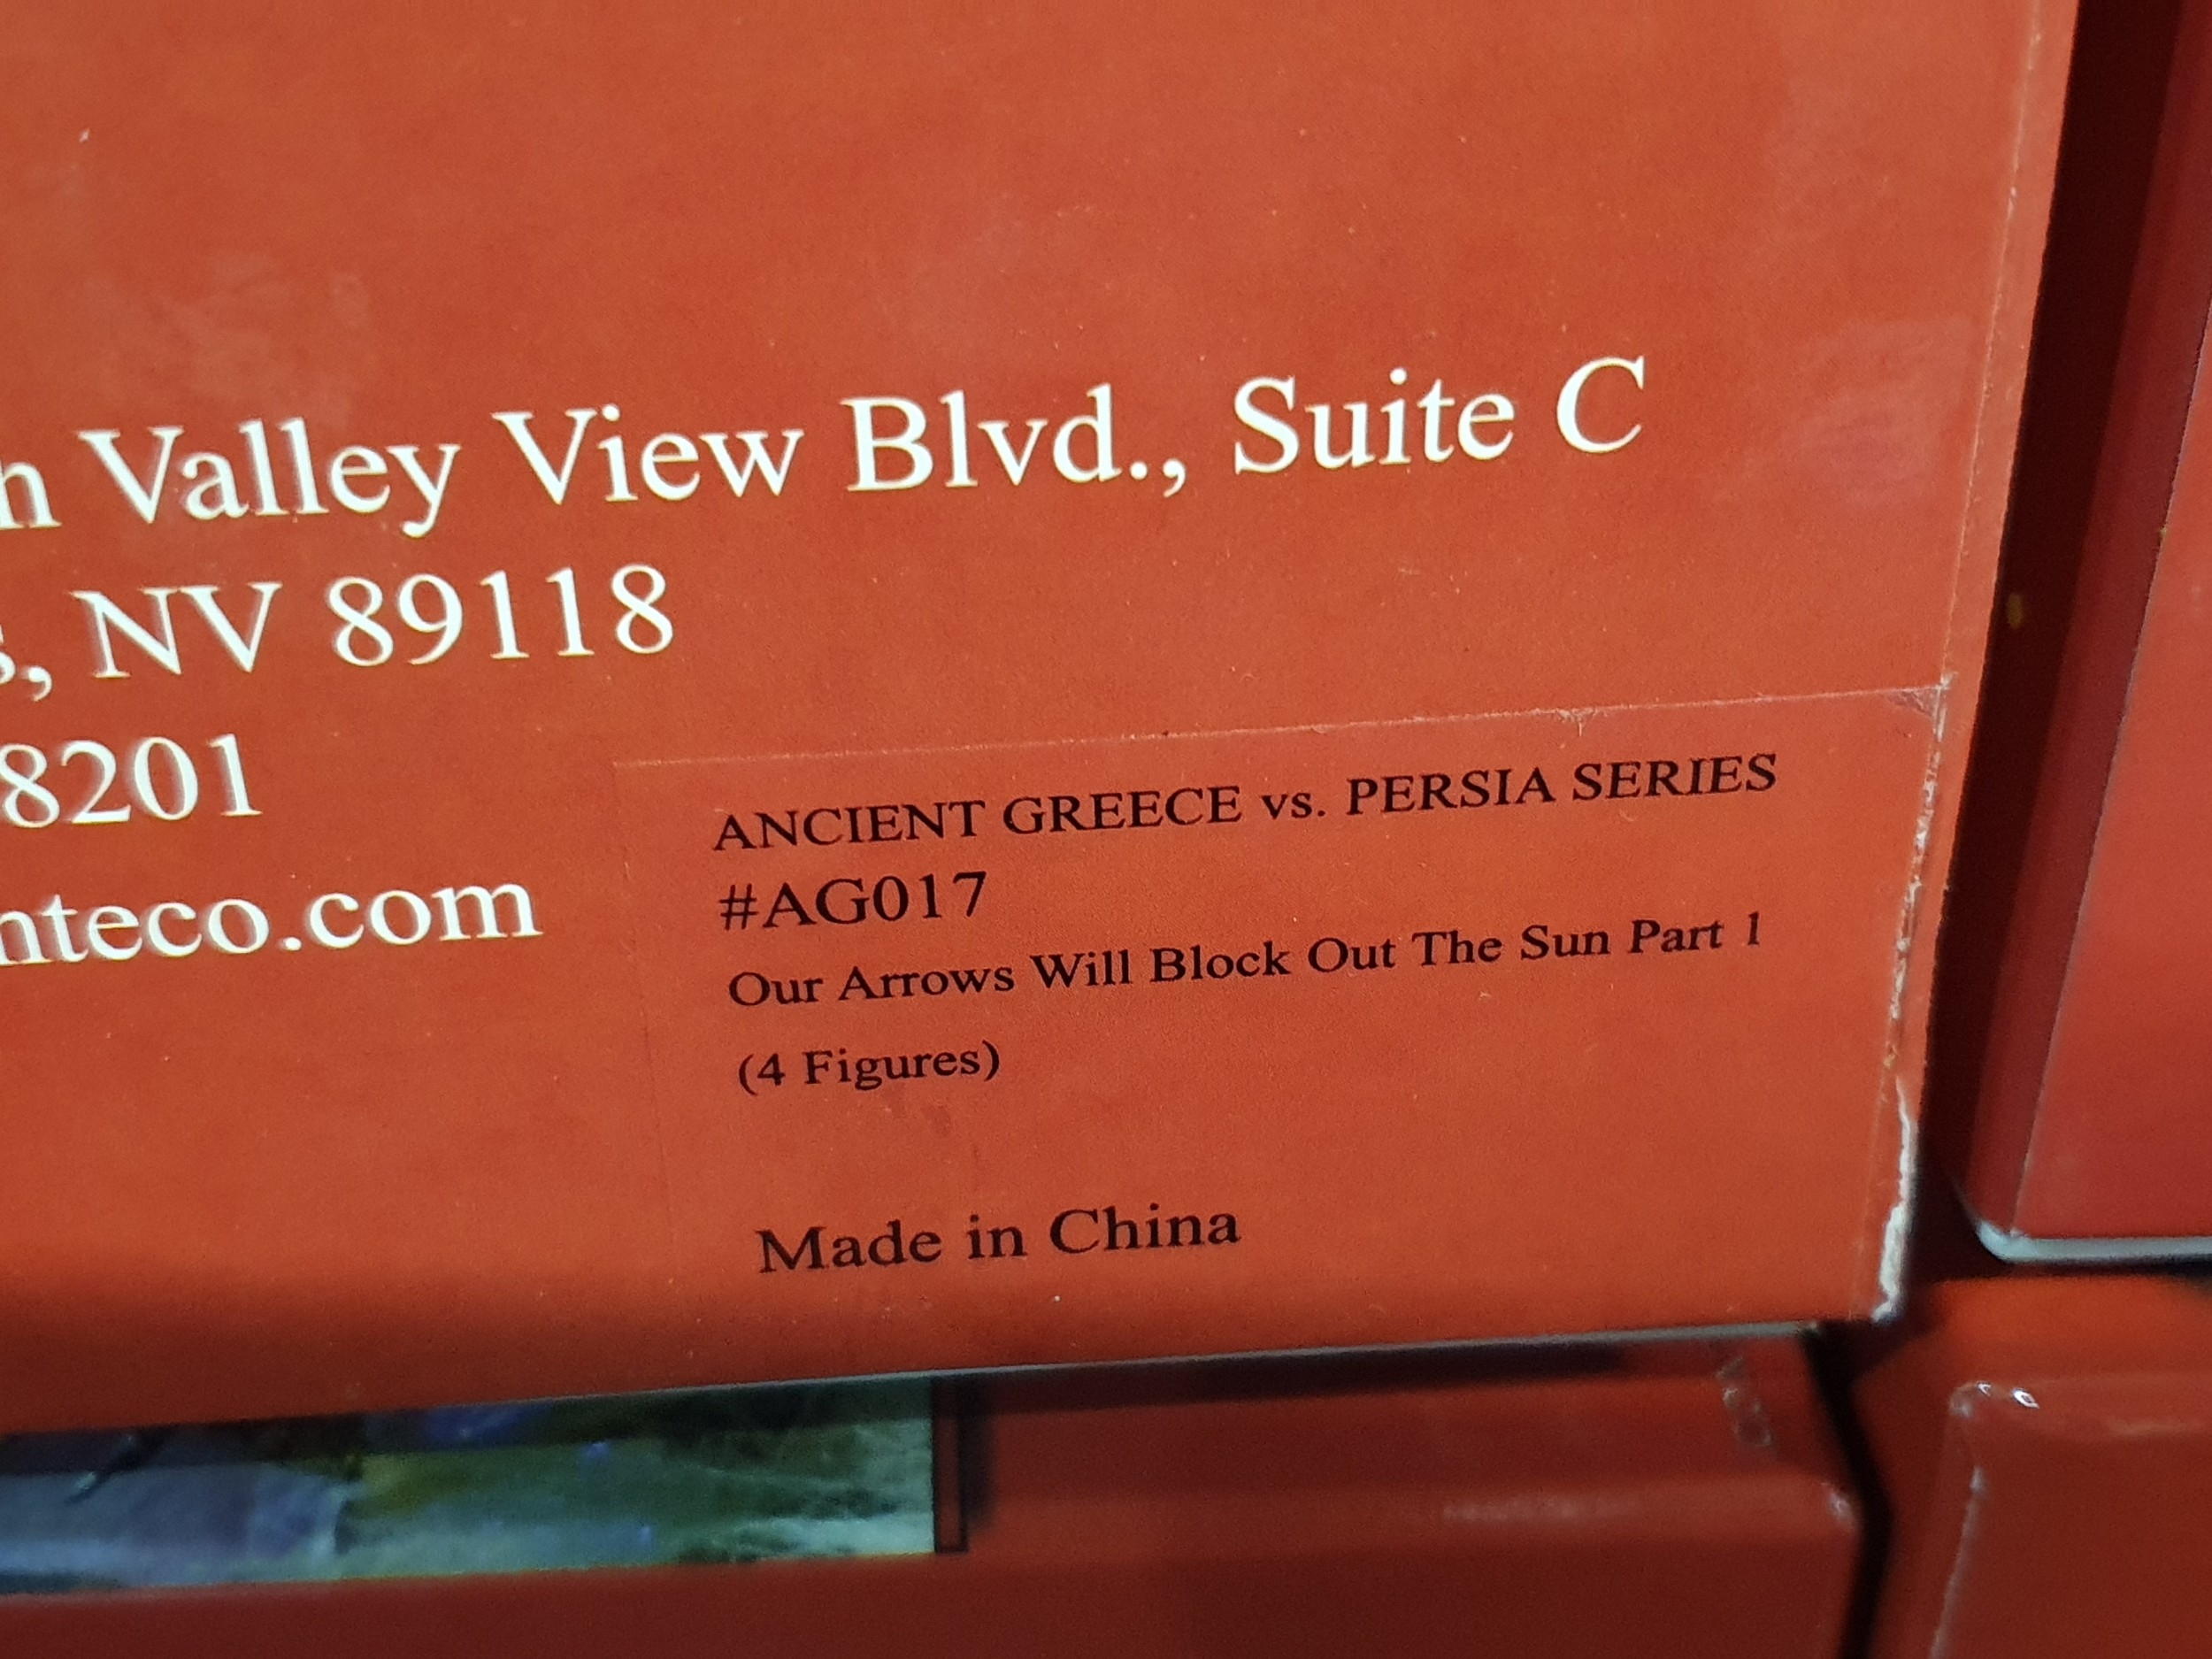 Valley View Blvd., Suite C
, NV 89118
8201
nteco.com
ANCIENT GREECE vs. PERSIA SERIES
#AG017
Our Arrows Will Block Out The Sun Part 1
(4 Figures)
Made in China